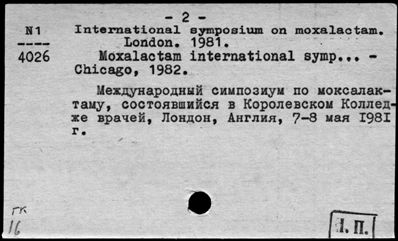 - 2 -
N1 International symposium on moxalactam.
---- London. 1981.
4026 Moxalactam international symp... -
Chicago, 1982.
Международный симпозиум по моксалак-
таму, состоявшийся в Королевском Коллед-
же врачей, Лондон, Англия, 7-8 мая 1981
г.
гк
16
І. П.